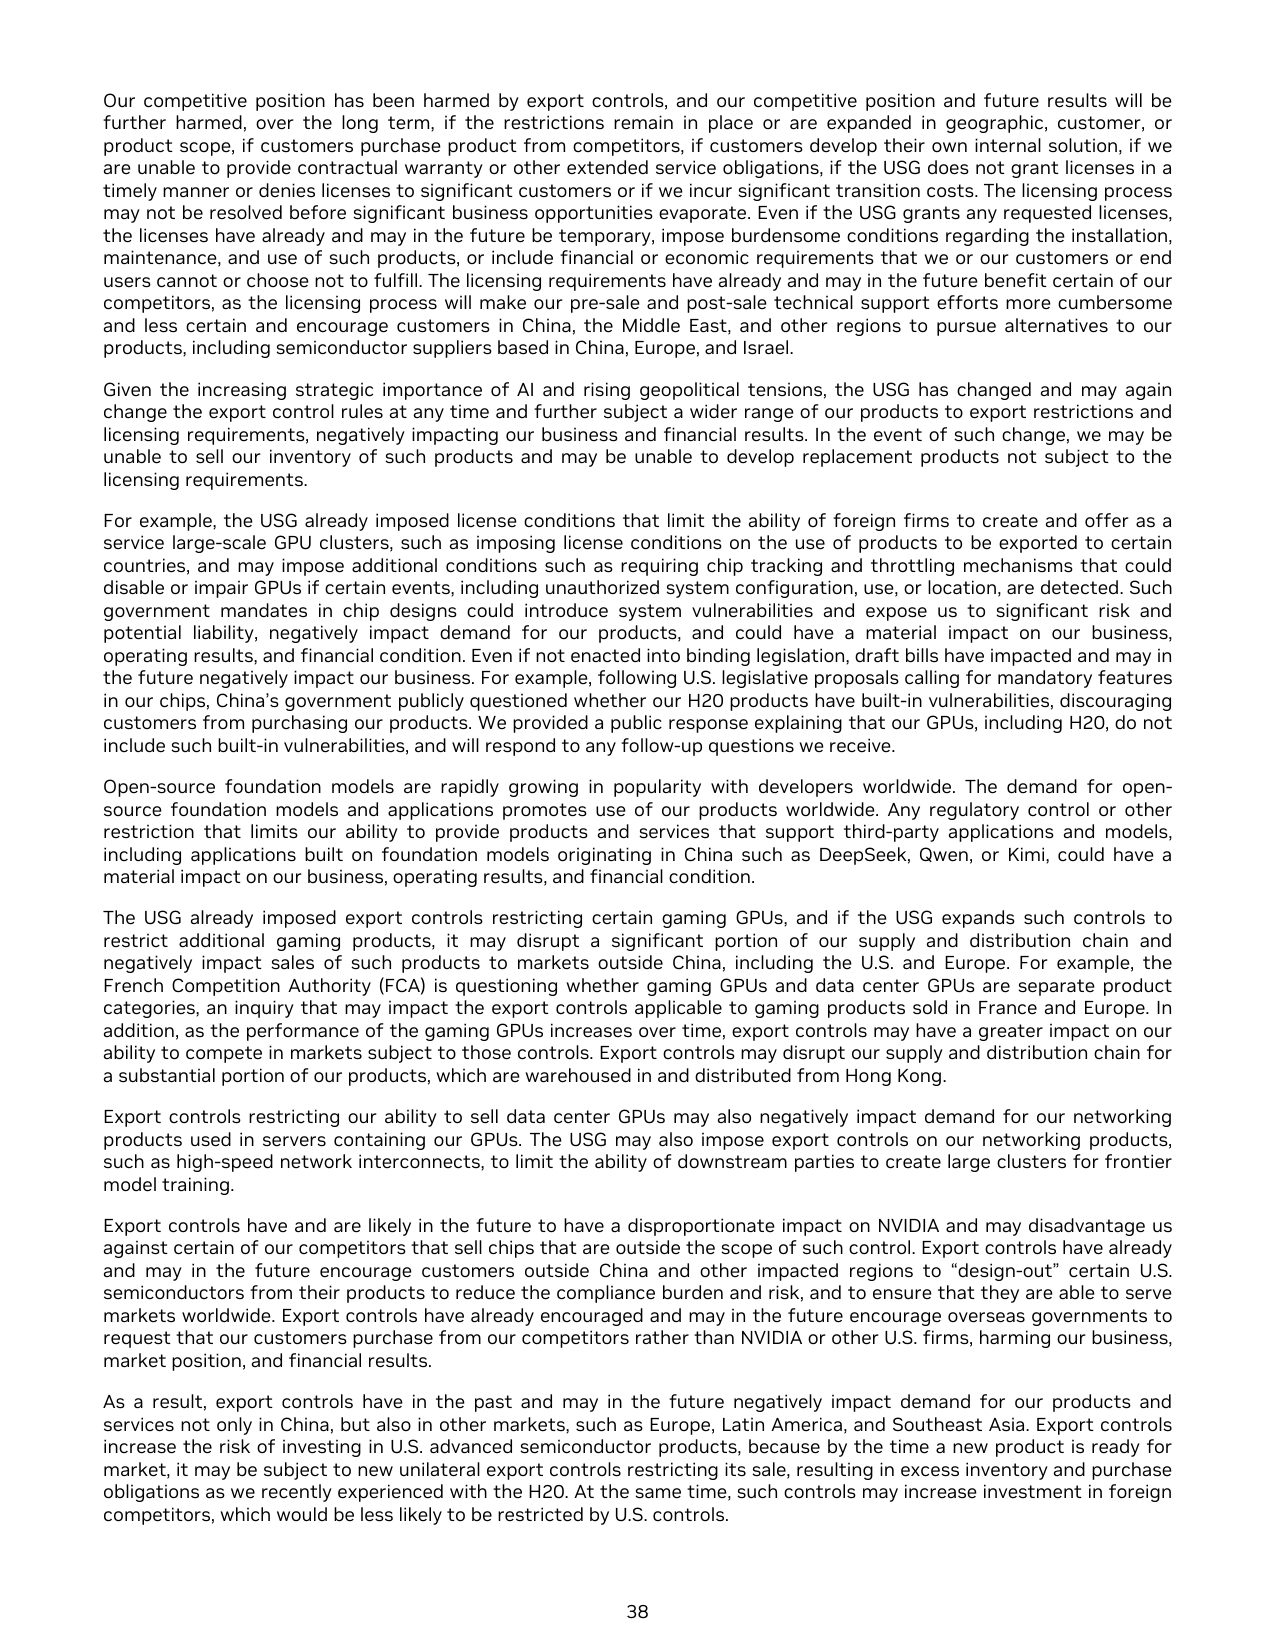 Our competitive position has been harmed by export controls, and our competitive position and future results will be
further harmed, over the long term, if the restrictions remain in place or are expanded in geographic, customer, or
product scope, if customers purchase product from competitors, if customers develop their own internal solution, if we
are unable to provide contractual warranty or other extended service obligations, if the USG does not grant licenses in a
timely manner or denies licenses to significant customers or if we incur significant transition costs. The licensing process
may not be resolved before significant business opportunities evaporate. Even if the USG grants any requested licenses,
the licenses have already and may in the future be temporary, impose burdensome conditions regarding the installation,
maintenance, and use of such products, or include financial or economic requirements that we or our customers or end
users cannot or choose not to fulfill. The licensing requirements have already and may in the future benefit certain of our
competitors, as the licensing process will make our pre-sale and post-sale technical support efforts more cumbersome
and less certain and encourage customers in China, the Middle East, and other regions to pursue alternatives to our
products, including semiconductor suppliers based in China, Europe, and Israel.
Given the increasing strategic importance of AI and rising geopolitical tensions, the USG has changed and may again
change the export control rules at any time and further subject a wider range of our products to export restrictions and
licensing requirements, negatively impacting our business and financial results. In the event of such change, we may be
unable to sell our inventory of such products and may be unable to develop replacement products not subject to the
licensing requirements.
For example, the USG already imposed license conditions that limit the ability of foreign firms to create and offer as a
service large-scale GPU clusters, such as imposing license conditions on the use of products to be exported to certain
countries, and may impose additional conditions such as requiring chip tracking and throttling mechanisms that could
disable or impair GPUs if certain events, including unauthorized system configuration, use, or location, are detected. Such
government mandates in chip designs could introduce system vulnerabilities and expose us to significant risk and
potential liability, negatively impact demand for our products, and could have a material impact on our business,
operating results, and financial condition. Even if not enacted into binding legislation, draft bills have impacted and may in
the future negatively impact our business. For example, following U.S. legislative proposals calling for mandatory features
in our chips, China’s government publicly questioned whether our H20 products have built-in vulnerabilities, discouraging
customers from purchasing our products. We provided a public response explaining that our GPUs, including H20, do not
include such built-in vulnerabilities, and will respond to any follow-up questions we receive.
Open-source foundation models are rapidly growing in popularity with developers worldwide. The demand for open-
source foundation models and applications promotes use of our products worldwide. Any regulatory control or other
restriction that limits our ability to provide products and services that support third-party applications and models,
including applications built on foundation models originating in China such as DeepSeek, Qwen, or Kimi, could have a
material impact on our business, operating results, and financial condition.
The USG already imposed export controls restricting certain gaming GPUs, and if the USG expands such controls to
restrict additional gaming products, it may disrupt a significant portion of our supply and distribution chain and
negatively impact sales of such products to markets outside China, including the U.S. and Europe. For example, the
French Competition Authority (FCA) is questioning whether gaming GPUs and data center GPUs are separate product
categories, an inquiry that may impact the export controls applicable to gaming products sold in France and Europe. In
addition, as the performance of the gaming GPUs increases over time, export controls may have a greater impact on our
ability to compete in markets subject to those controls. Export controls may disrupt our supply and distribution chain for
a substantial portion of our products, which are warehoused in and distributed from Hong Kong.
Export controls restricting our ability to sell data center GPUs may also negatively impact demand for our networking
products used in servers containing our GPUs. The USG may also impose export controls on our networking products,
such as high-speed network interconnects, to limit the ability of downstream parties to create large clusters for frontier
model training.
Export controls have and are likely in the future to have a disproportionate impact on NVIDIA and may disadvantage us
against certain of our competitors that sell chips that are outside the scope of such control. Export controls have already
and may in the future encourage customers outside China and other impacted regions to “design-out” certain U.S.
semiconductors from their products to reduce the compliance burden and risk, and to ensure that they are able to serve
markets worldwide. Export controls have already encouraged and may in the future encourage overseas governments to
request that our customers purchase from our competitors rather than NVIDIA or other U.S. firms, harming our business,
market position, and financial results.
As a result, export controls have in the past and may in the future negatively impact demand for our products and
services not only in China, but also in other markets, such as Europe, Latin America, and Southeast Asia. Export controls
increase the risk of investing in U.S. advanced semiconductor products, because by the time a new product is ready for
market, it may be subject to new unilateral export controls restricting its sale, resulting in excess inventory and purchase
obligations as we recently experienced with the H20. At the same time, such controls may increase investment in foreign
competitors, which would be less likely to be restricted by U.S. controls.
38